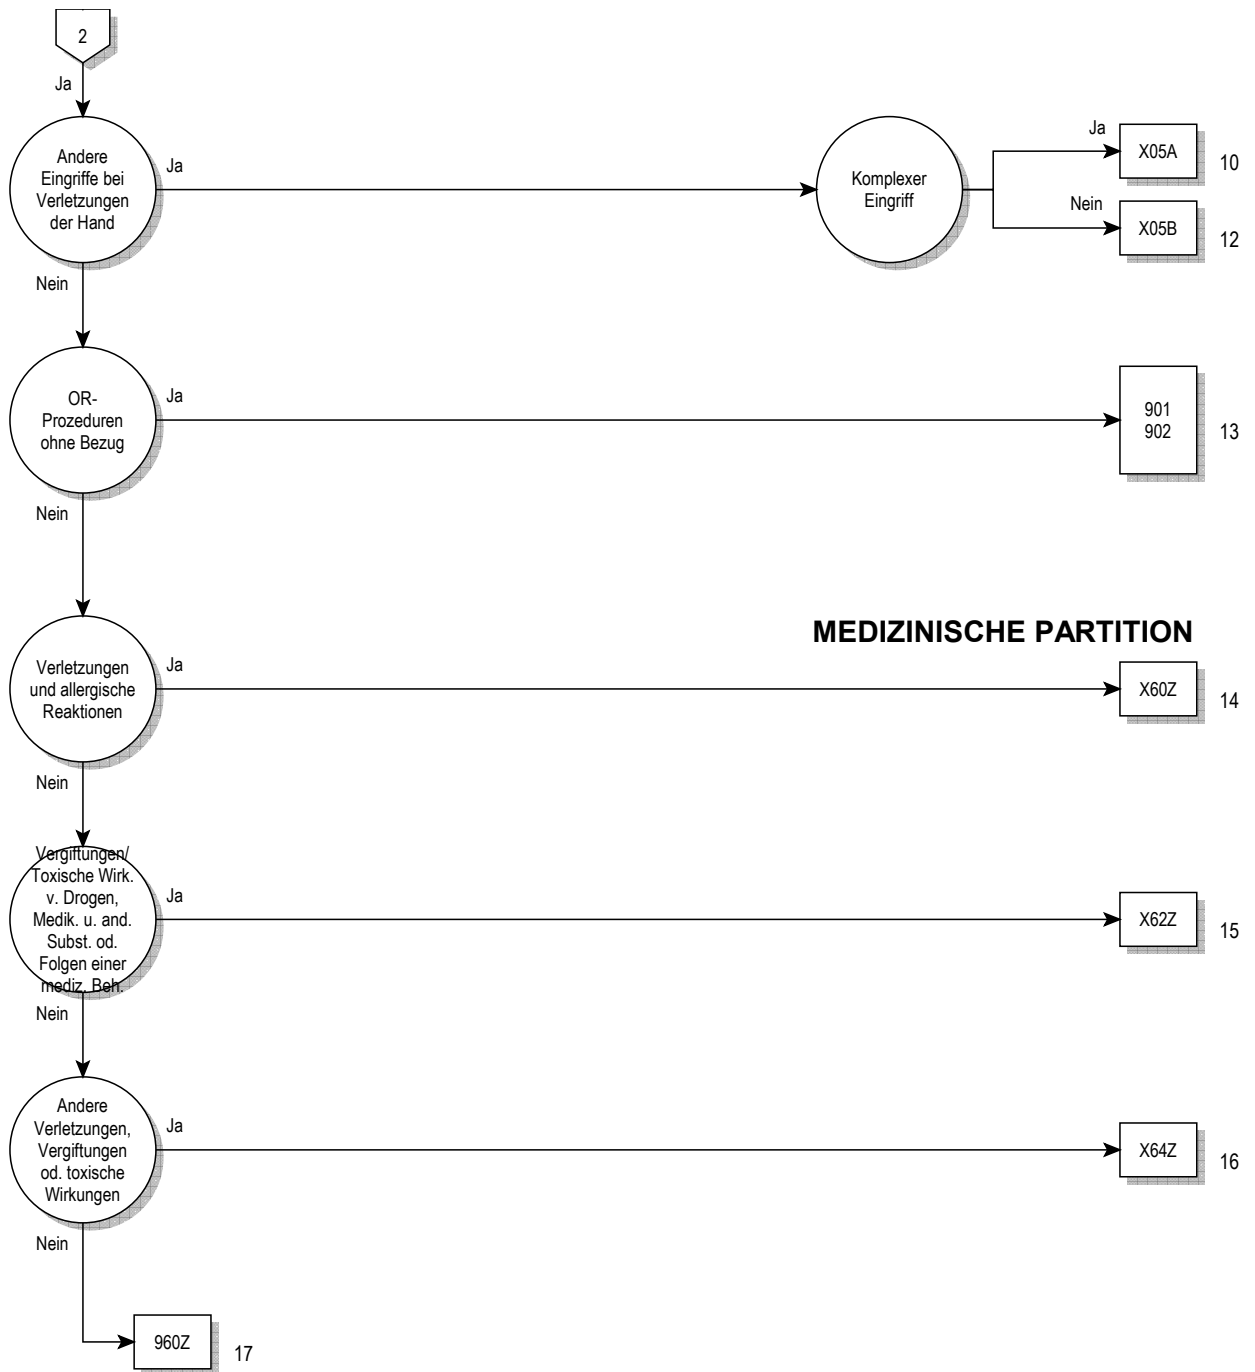 2
Ja
Andere
Eingriffe bei
Verletzungen
der Hand
Ja
Komplexer
Eingriff
Ja
X05A
10
Nein
X05B
12
Nein
OR-
Prozeduren
ohne Bezug
Ja
901
902
13
Nein
MEDIZINISCHE PARTITION
Verletzungen
und allergische
Reaktionen
Ja
X60Z
14
Nein
Vergiftungen/
Toxische Wirk.
v. Drogen,
Medik. u. and.
Subst. od.
Folgen einer
mediz. Beh.
Ja
X62Z
15
Nein
Andere
Verletzungen,
Vergiftungen
od. toxische
Wirkungen
Ja
X64Z
16
Nein
960Z
17